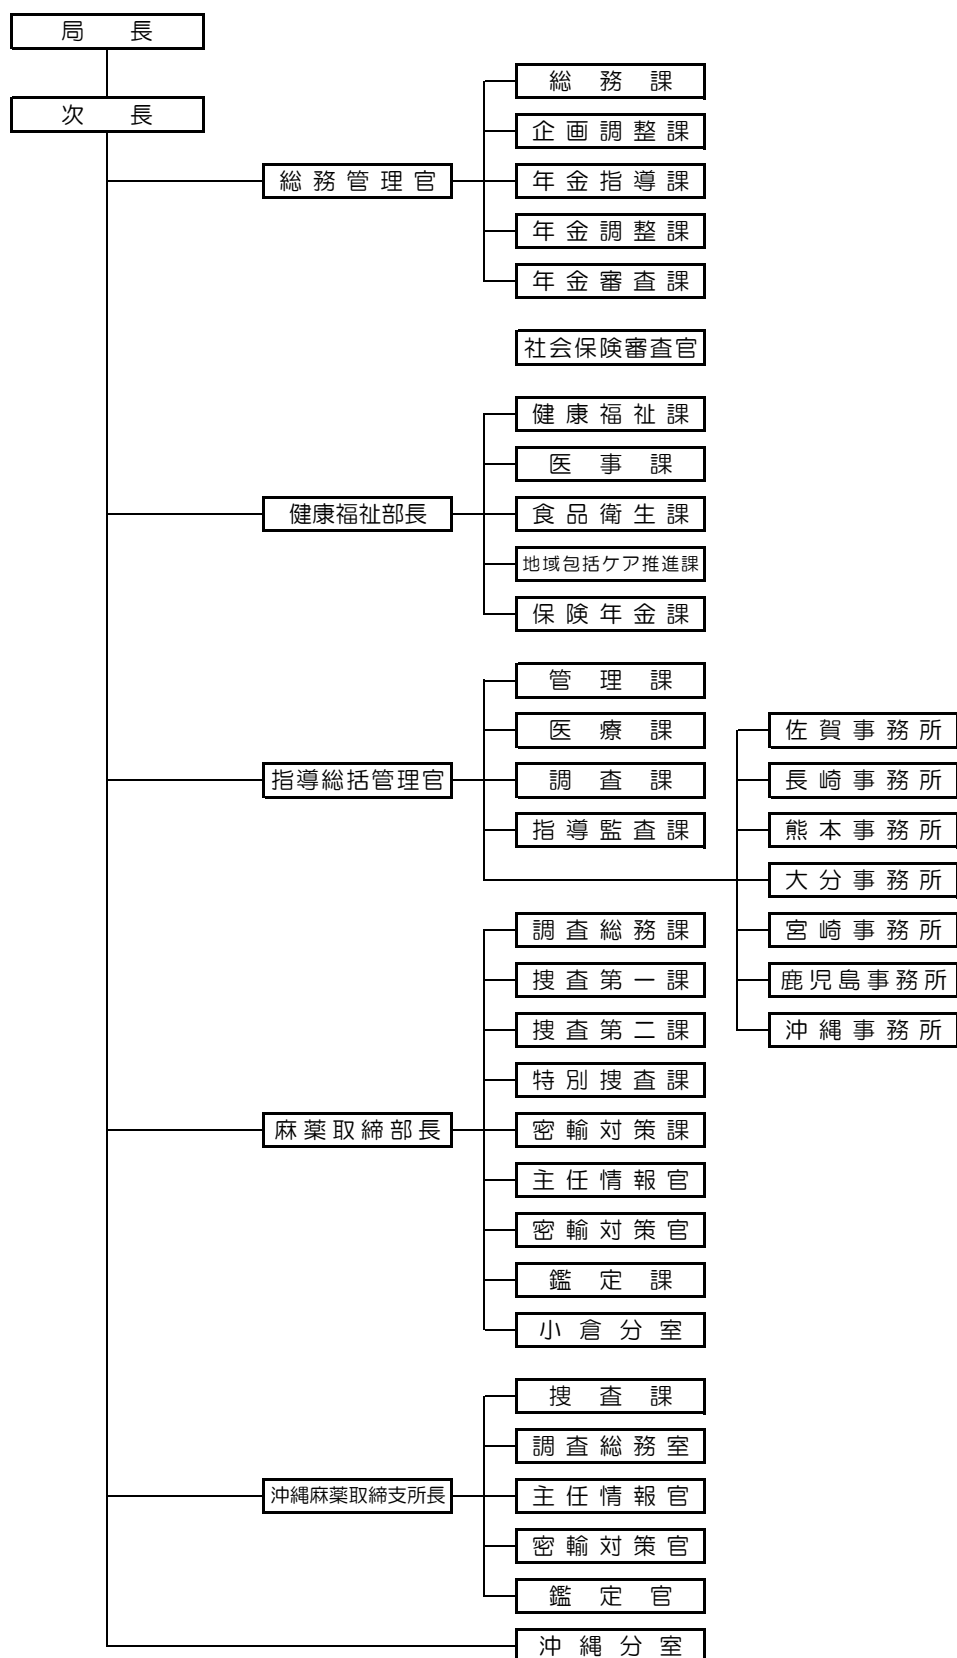 局長
次長
総務管理官
総務課
企画調整課
年金指導課
年金調整課
年金審査課
社会保険審査官
健康福祉部長
健康福祉課
医事課
食品衛生課
地域包括ケア推進課
保険年金課
指導総括管理官
管理課
医療課
調査課
指導監査課
佐賀事務所
長崎事務所
熊本事務所
大分事務所
宮崎事務所
鹿児島事務所
沖縄事務所
麻薬取締部長
調査総務課
捜査第一課
捜査第二課
特別捜査課
密輸対策課
主任情報官
密輸対策官
鑑定課
小倉分室
沖縄麻薬取締支所長
捜査課
調査総務室
主任情報官
密輸対策官
鑑定官
沖縄分室